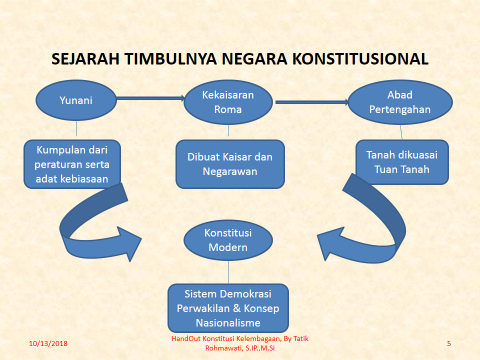 SEJARAH TIMBULNYA NEGARA KONSTITUSIONAL
Yunani
Kekaisaran
Roma
Abad
Pertengahan
Kumpulan dari
peraturan serta
adat kebiasaan
Dibuat Kaisar dan
Negarawan
Tanah dikuasai
Tuan Tanah
Konstitusi
Modern
Sistem Demokrasi
Perwakilan & Konsep
Nasionalisme
10/13/2018
HandOut Konstitusi Kelembagaan, By Tatik
Rohmawati, S.IP.,M.Si
5